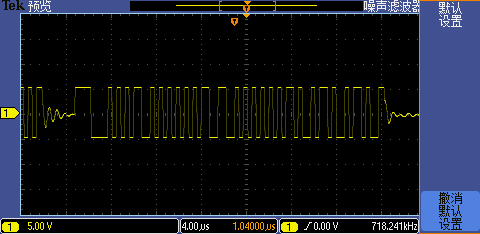 Tek 预览
噪声滤波器
默认
设置
T
T
1
撤消
默认
设置
1 5.00 V
4.00µs
1.04000µs
1 ∫ 0.00 V
718.241kHz